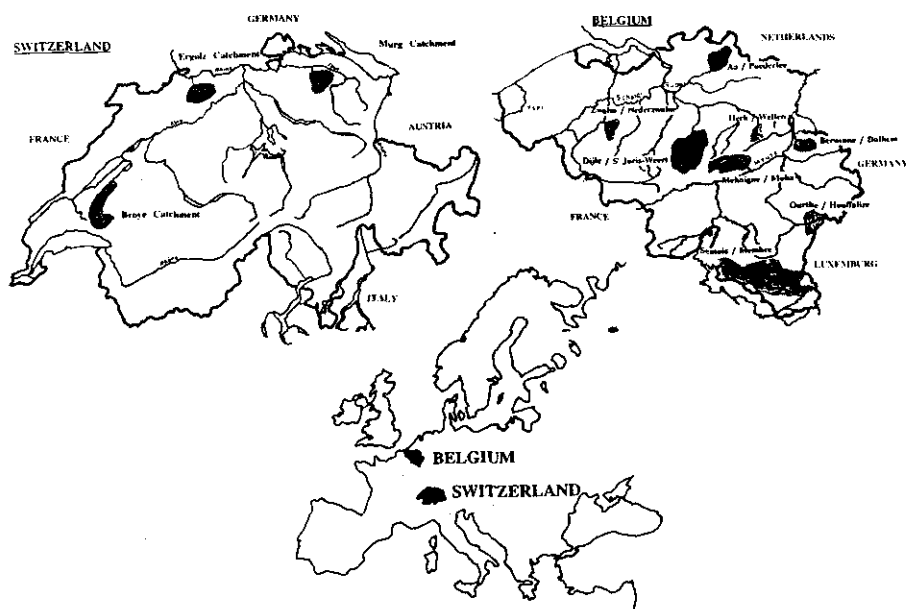 GERMANY
SWITZERLAND
Ergolz Catchment
Murg Catchment
FRANCE
AUSTRIA
Broye Catchment
ITALY
BELGIUM
NETHERLANDS
Aa / Poederlee
Zwalm / Nederzwalm
Herk / Wellen
Berwinne / Dalhem
Dijle / S' Joris-Weert
GERMANY
Mehaigne / Moha
Ourthe / Houffalize
FRANCE
Semois / Membre
LUXEMBURG
BELGIUM
SWITZERLAND